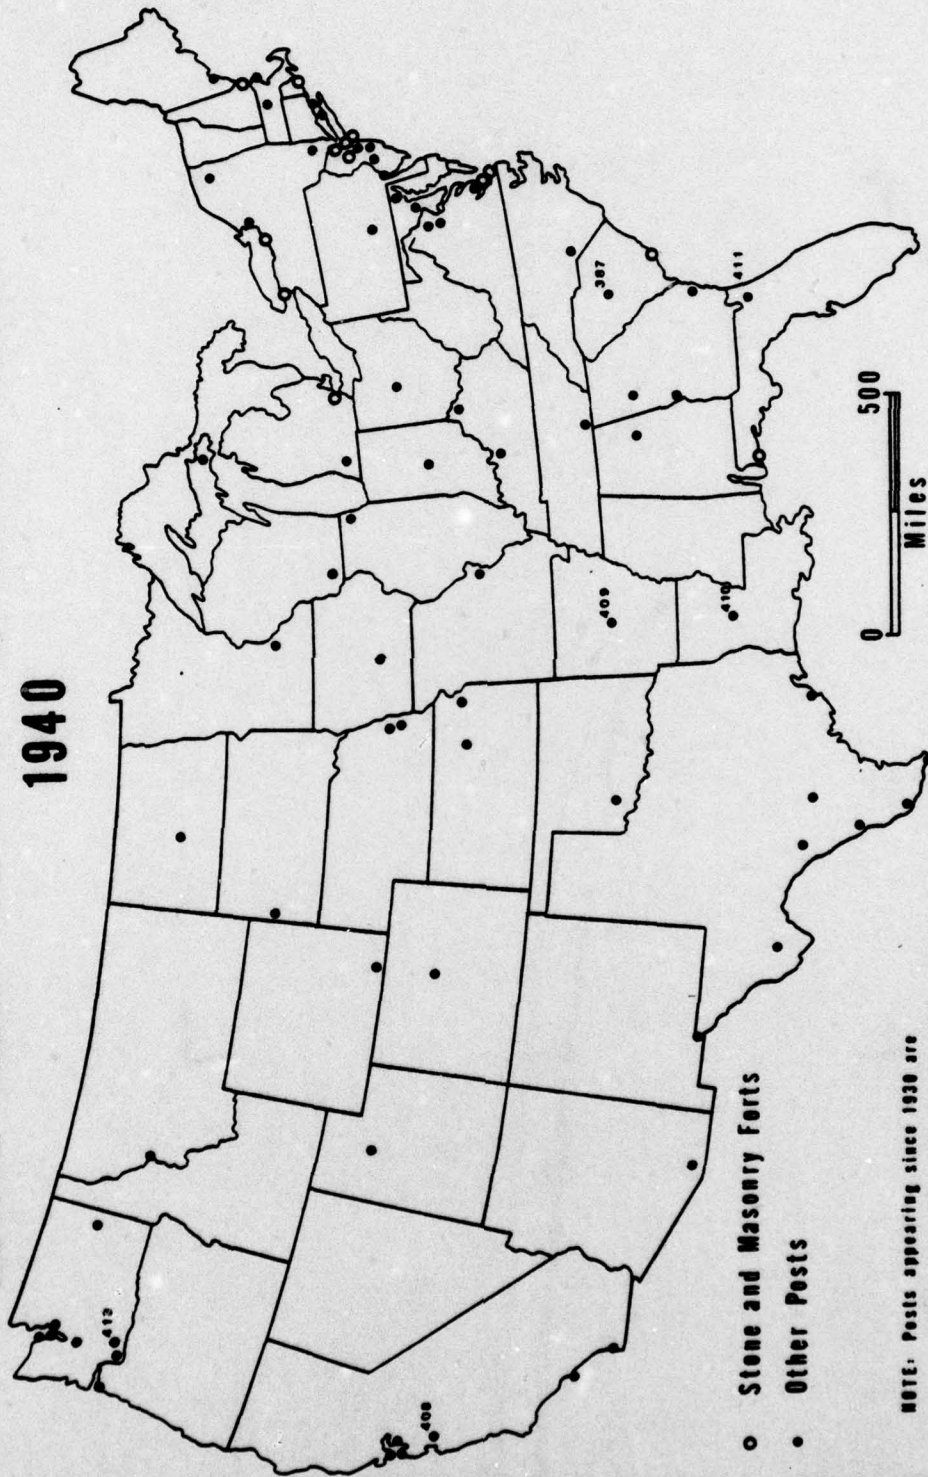 1940
413
408
409
410
387
411
0 500
Miles
Stone and Masonry Forts
Other Posts
NOTE: Posts appearing since 1930 are